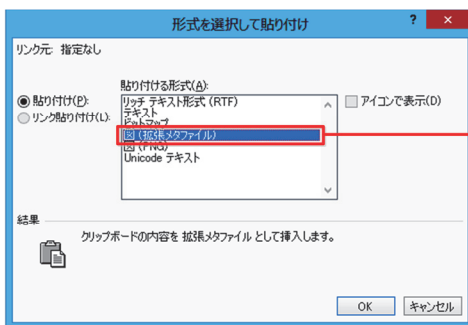 形式を選択して貼り付け
? ×
リンク元: 指定なし
貼り付ける形式(A):
貼り付け(P):
リンク貼り付け(L):
リッチ テキスト形式 (RTF)
テキスト
ビットマップ
図 (拡張メタファイル)
図 (PNG)
Unicode テキスト
アイコンで表示(D)
結果
クリップボードの内容を 拡張メタファイル として挿入します。
OK キャンセル